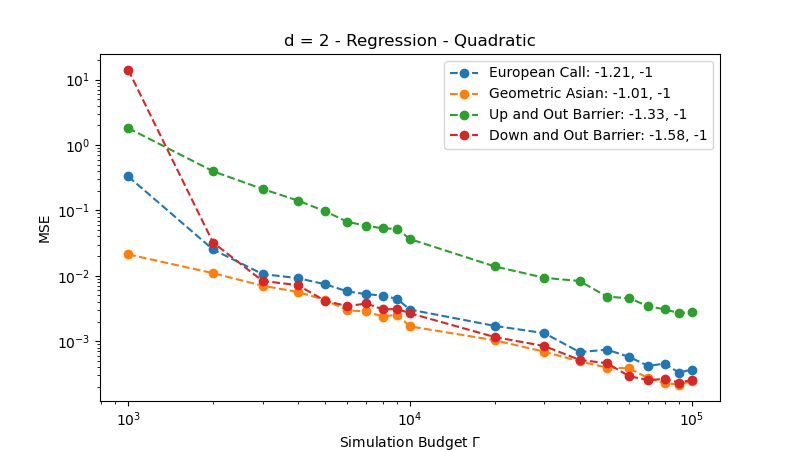 d = 2 - Regression - Quadratic
MSE
10¹
10⁰
10⁻¹
10⁻²
10⁻³
European Call: -1.21, -1
Geometric Asian: -1.01, -1
Up and Out Barrier: -1.33, -1
Down and Out Barrier: -1.58, -1
10³
10⁴
10⁵
Simulation Budget Γ